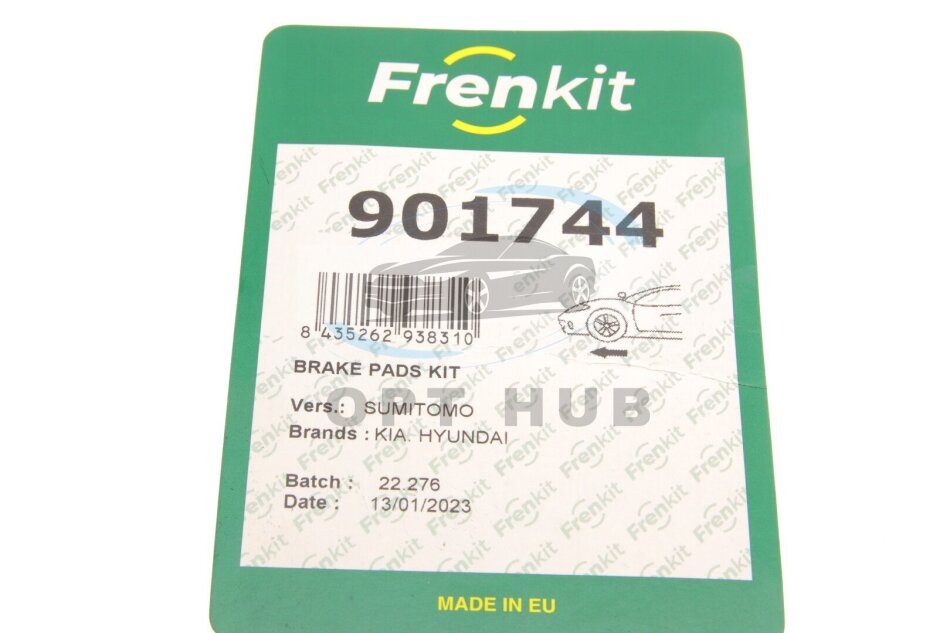 Frenkit
901744
8 435262 938310
BRAKE PADS KIT
OPT HUB
Vers.: SUMITOMO
Brands : KIA. HYUNDAI
Batch : 22.276
Date : 13/01/2023
MADE IN EU